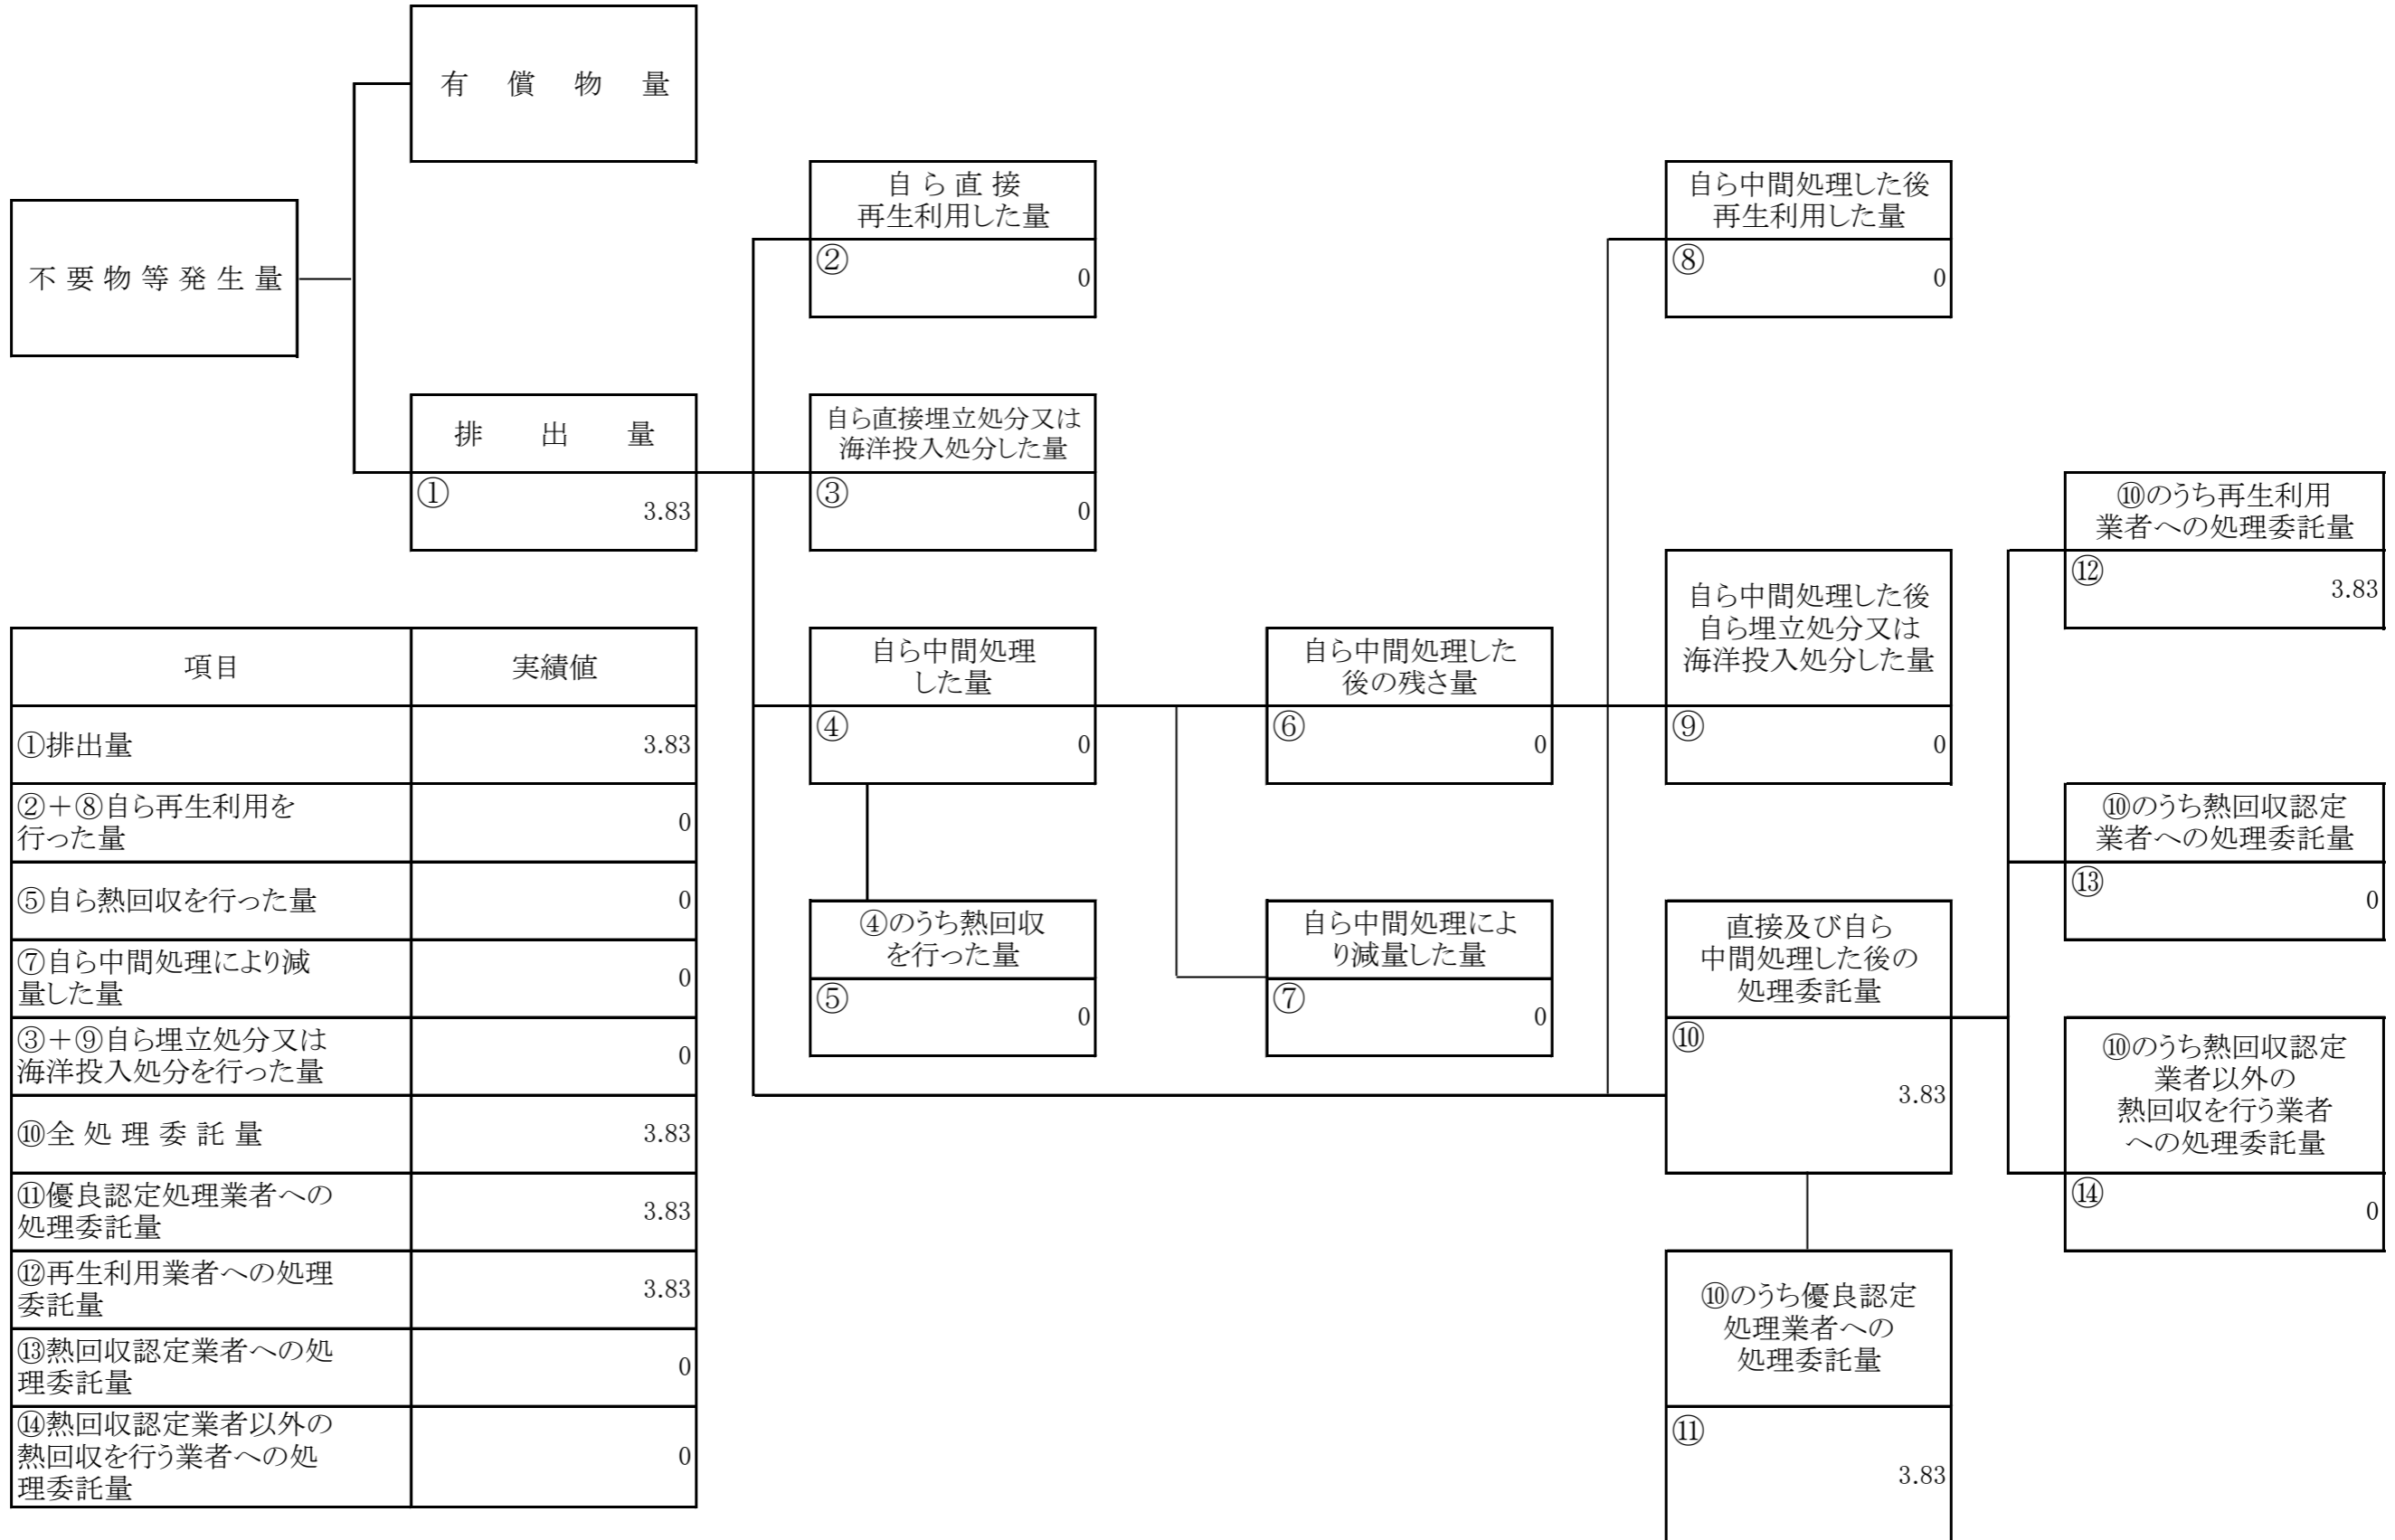 有償物量
不要物等発生量
排出量
①
3.83
自ら直接
再生利用した量
②
0
自ら直接埋立処分又は
海洋投入処分した量
③
0
自ら中間処理
した量
④
0
④のうち熱回収
を行った量
⑤
0
自ら中間処理した
後の残さ量
⑥
0
自ら中間処理によ
り減量した量
⑦
0
自ら中間処理した後
再生利用した量
⑧
0
自ら中間処理した後
自ら埋立処分又は
海洋投入処分した量
⑨
0
直接及び自ら
中間処理した後の
処理委託量
⑩
3.83
⑩のうち優良認定
処理業者への
処理委託量
⑪
3.83
⑩のうち再生利用
業者への処理委託量
⑫
3.83
⑩のうち熱回収認定
業者への処理委託量
⑬
0
⑩のうち熱回収認定
業者以外の
熱回収を行う業者
への処理委託量
⑭
0
項目 実績値
①排出量 3.83
②+⑧自ら再生利用を
行った量 0
⑤自ら熱回収を行った量 0
⑦自ら中間処理により減
量した量 0
③+⑨自ら埋立処分又は
海洋投入処分を行った量 0
⑩全処理委託量 3.83
⑪優良認定処理業者への
処理委託量 3.83
⑫再生利用業者への処理
委託量 3.83
⑬熱回収認定業者への処
理委託量 0
⑭熱回収認定業者以外の
熱回収を行う業者への処
理委託量 0